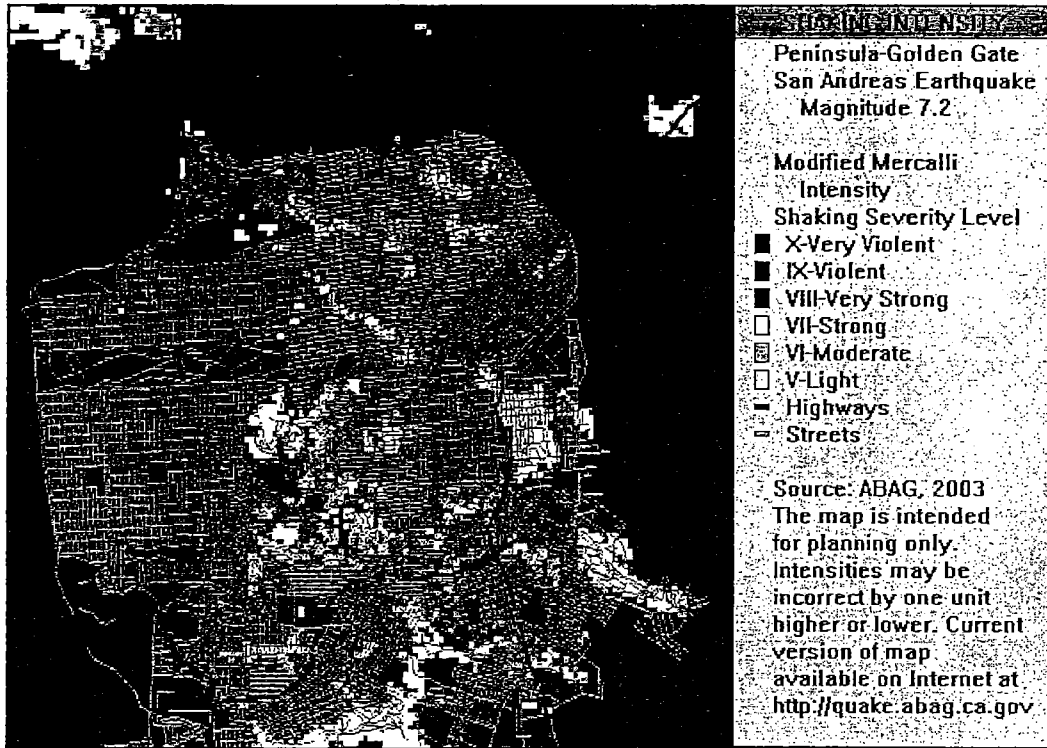 SHAKING INTENSITY
Peninsula-Golden Gate
San Andreas Earthquake
Magnitude 7.2
Modified Mercalli
Intensity
Shaking Severity Level
X-Very Violent
IX-Violent
VIII-Very Strong
VII-Strong
VI-Moderate
V-Light
Highways
Streets
Source: ABAG, 2003
The map is intended
for planning only.
Intensities may be
incorrect by one unit
higher or lower. Current
version of map
available on Internet at
http://quake.abag.ca.gov